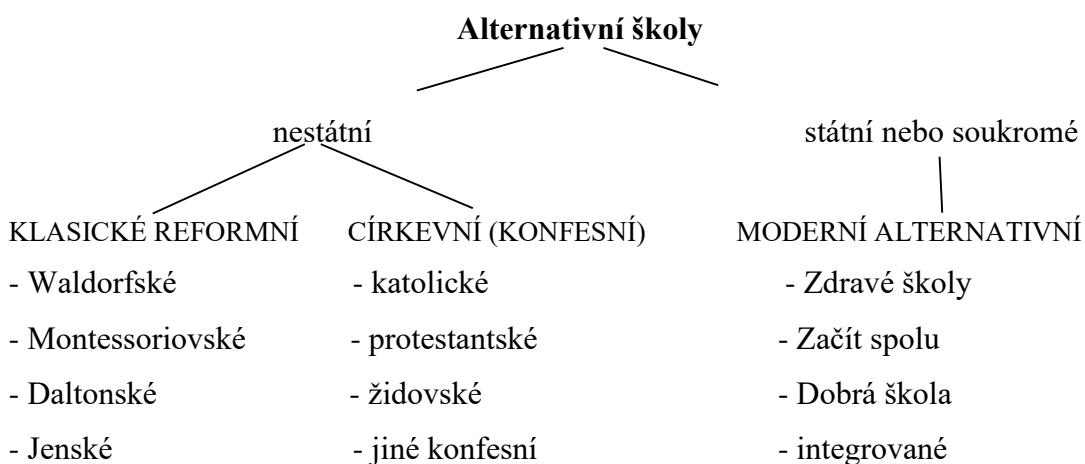 Alternativní školy
nestátní státní nebo soukromé
KLASICKÉ REFORMNÍ CÍRKEVNÍ (KONFESNÍ) MODERNÍ ALTERNATIVNÍ
- Waldorfské - katolické - Zdravé školy
- Montessoriovské - protestantské - Začít spolu
- Daltonské - židovské - Dobrá škola
- Jenské - jiné konfesní - integrované